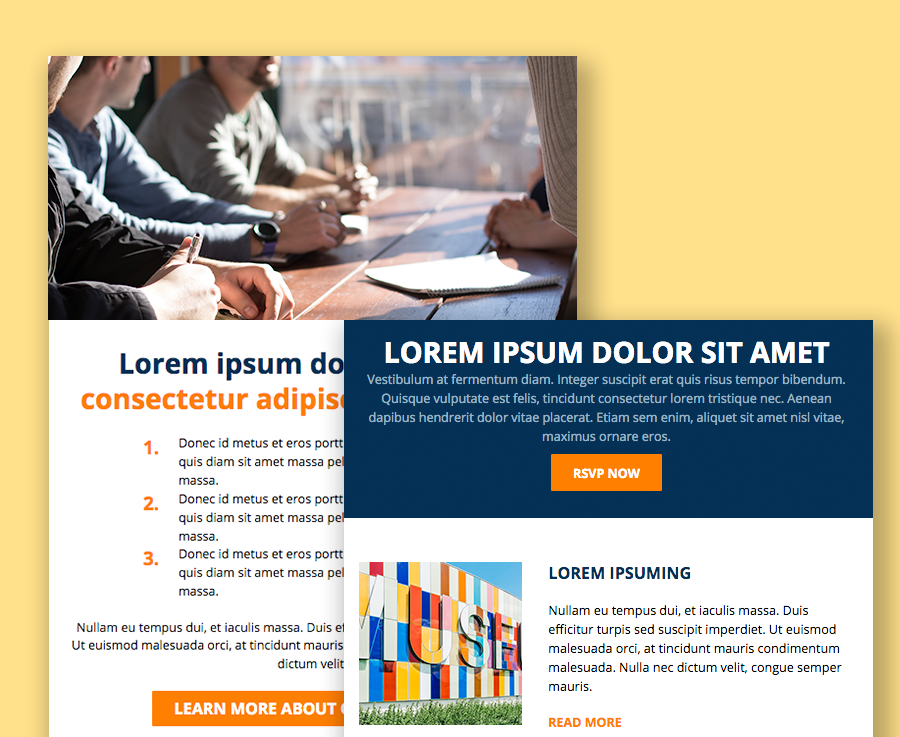 Lorem ipsum do
consectetur adipis
1. Donec id metus et eros portt
quis diam sit amet massa pel
massa.
2. Donec id metus et eros portt
quis diam sit amet massa pel
massa.
3. Donec id metus et eros portt
quis diam sit amet massa pel
massa.
Nullam eu tempus dui, et iaculis massa. Duis ef
Ut euismod malesuada orci, at tincidunt mauris
dictum velit
LEARN MORE ABOUT
LOREM IPSUM DOLOR SIT AMET
Vestibulum at fermentum diam. Integer suscipit erat quis risus tempor bibendum.
Quisque vulputate est felis, tincidunt consectetur lorem tristique nec. Aenean
dapibus hendrerit dolor vitae placerat. Etiam sem enim, aliquet sit amet nisl vitae,
maximus ornare eros.
RSVP NOW
MUSE
LOREM IPSUMING
Nullam eu tempus dui, et iaculis massa. Duis
efficitur turpis sed suscipit imperdiet. Ut euismod
malesuada orci, at tincidunt mauris condimentum
malesuada. Nulla nec dictum velit, congue semper
mauris.
READ MORE